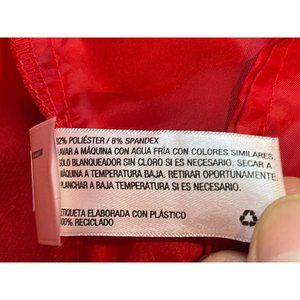 92% POLIÉSTER / 8% SPANDEX
LAVAR A MÁQUINA CON AGUA FRÍA CON COLORES SIMILARES.
SÓLO BLANQUEADOR SIN CLORO SI ES NECESARIO. SECAR A
MÁQUINA A TEMPERATURA BAJA. RETIRAR OPORTUNAMENTE.
PLANCHAR A BAJA TEMPERATURA SI ES NECESARIO.
ETIQUETA ELABORADA CON PLÁSTICO
100% RECICLADO